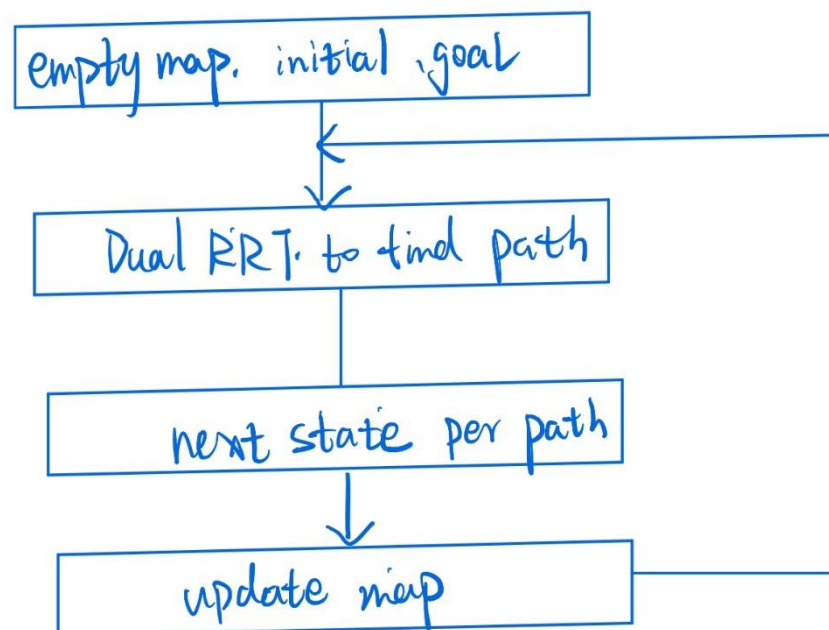 empty map. initial .goal
Dual RRT. to find path
next state per path
update map